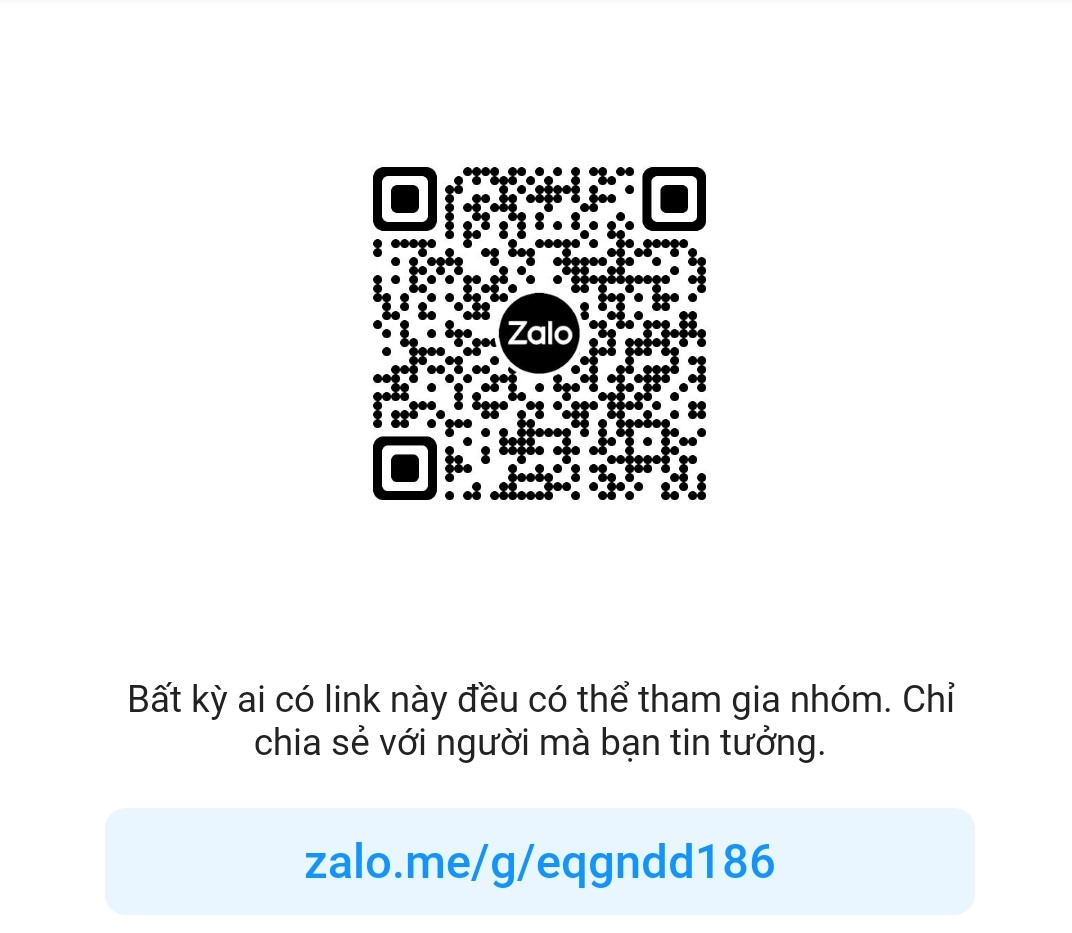 Zalo
Bất kỳ ai có link này đều có thể tham gia nhóm. Chỉ
chia sẻ với người mà bạn tin tưởng.
zalo.me/g/eqgndd186